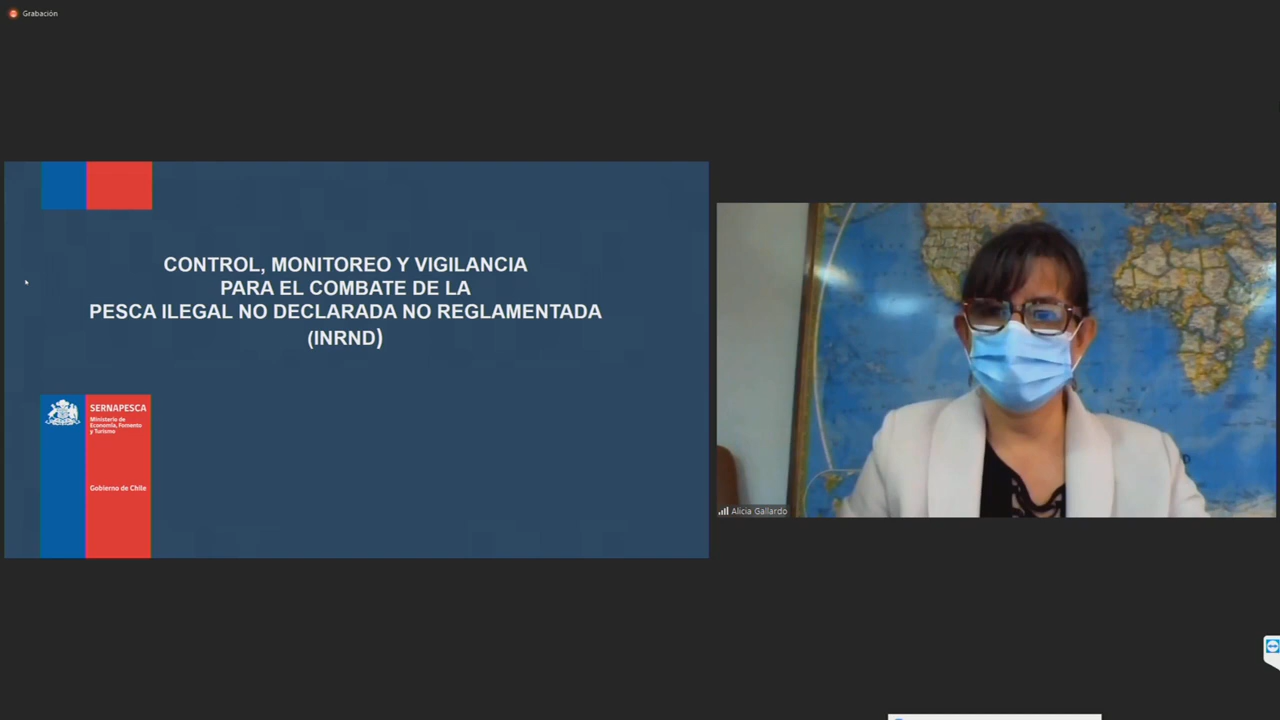 Grabación
CONTROL, MONITOREO Y VIGILANCIA
PARA EL COMBATE DE LA
PESCA ILEGAL NO DECLARADA NO REGLAMENTADA
(INRND)
SERNAPESCA
Ministerio de
Economía, Fomento
y Turismo
Gobierno de Chile
Alicia Gallardo